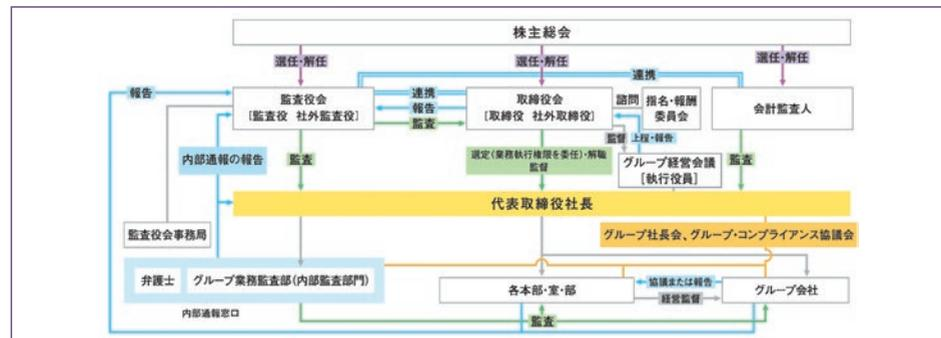 株主総会
選任・解任
選任・解任
選任・解任
連携
報告
監査役会
[監査役 社外監査役]
連携
報告
監査
取締役会
[取締役 社外取締役]
諮問
指名・報酬
委員会
会計監査人
監督
上程・報告
内部通報の報告
監査
選定(業務執行権限を委任)・解職
監督
グループ経営会議
[執行役員]
監査
代表取締役社長
監査役会事務局
グループ社長会、グループ・コンプライアンス協議会
弁護士
グループ業務監査部(内部監査部門)
各本部・室・部
協議または報告
経営監督
グループ会社
内部通報窓口
監査